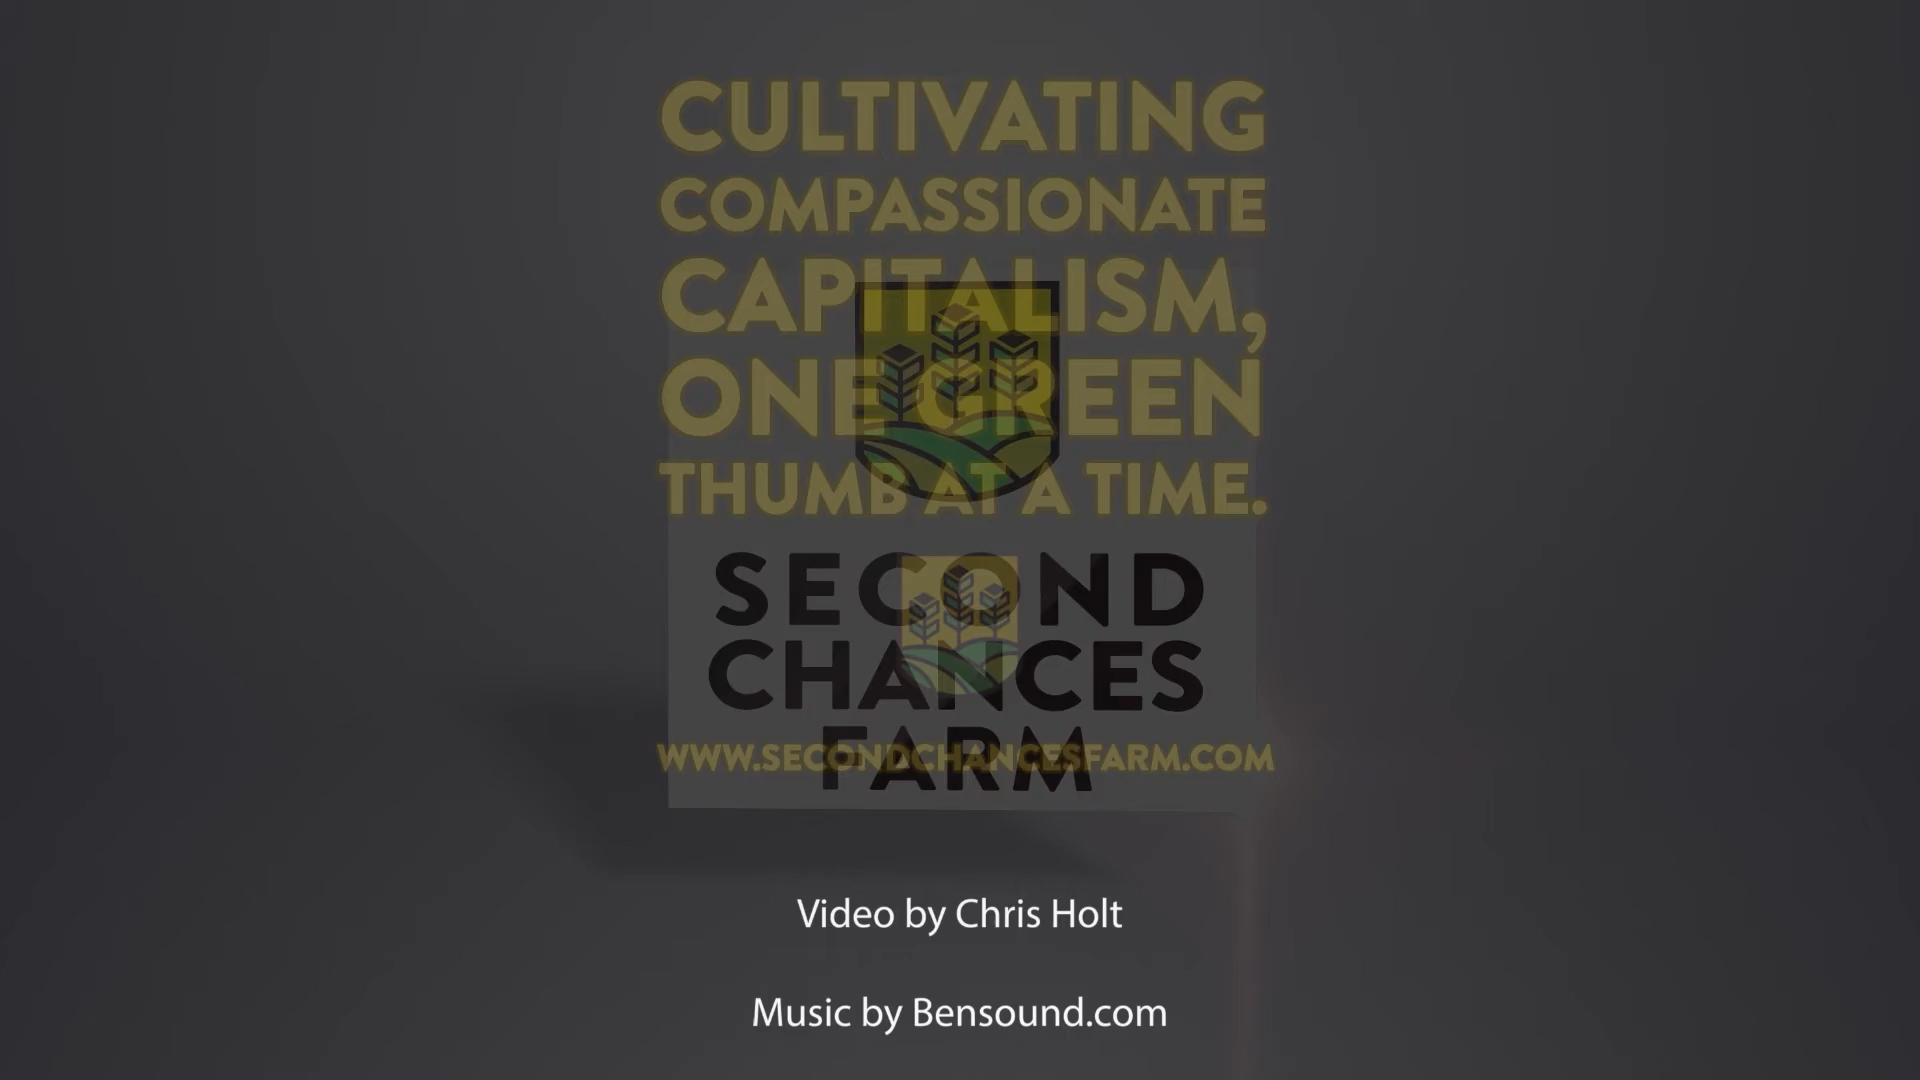 CULTIVATING
COMPASSIONATE
CAPITALISM,
ONE GREEN
THUMB AT A TIME.
SECOND
CHANCES
FARM
WWW.SECONDCHANCESFARM.COM
Video by Chris Holt
Music by Bensound.com